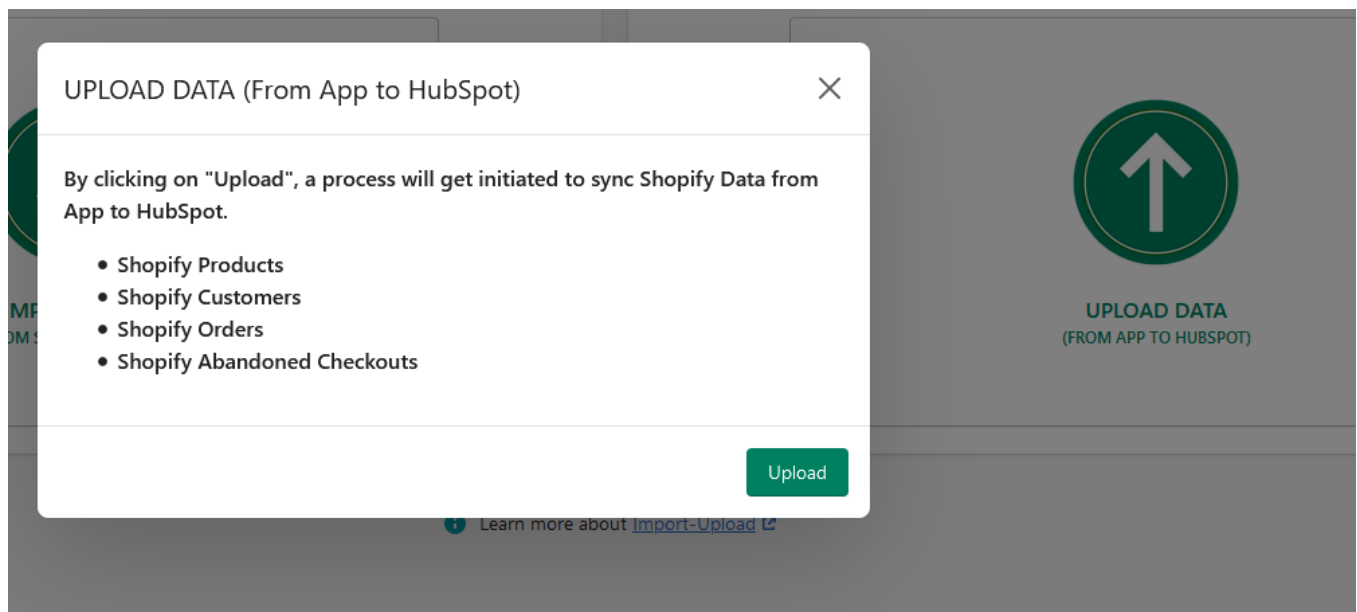 UPLOAD DATA (From App to HubSpot)
By clicking on "Upload", a process will get initiated to sync Shopify Data from
App to HubSpot.
• Shopify Products
• Shopify Customers
• Shopify Orders
• Shopify Abandoned Checkouts
Upload
UPLOAD DATA
(FROM APP TO HUBSPOT)
Learn more about Import-Upload